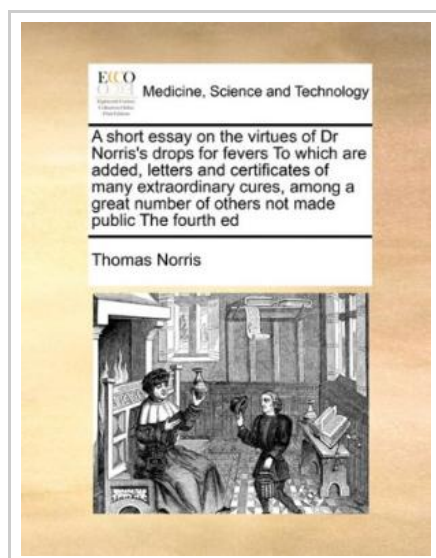 ECCO
Medicine, Science and Technology
A short essay on the virtues of Dr
Norris's drops for fevers To which are
added, letters and certificates of
many extraordinary cures, among a
great number of others not made
public The fourth ed
Thomas Norris